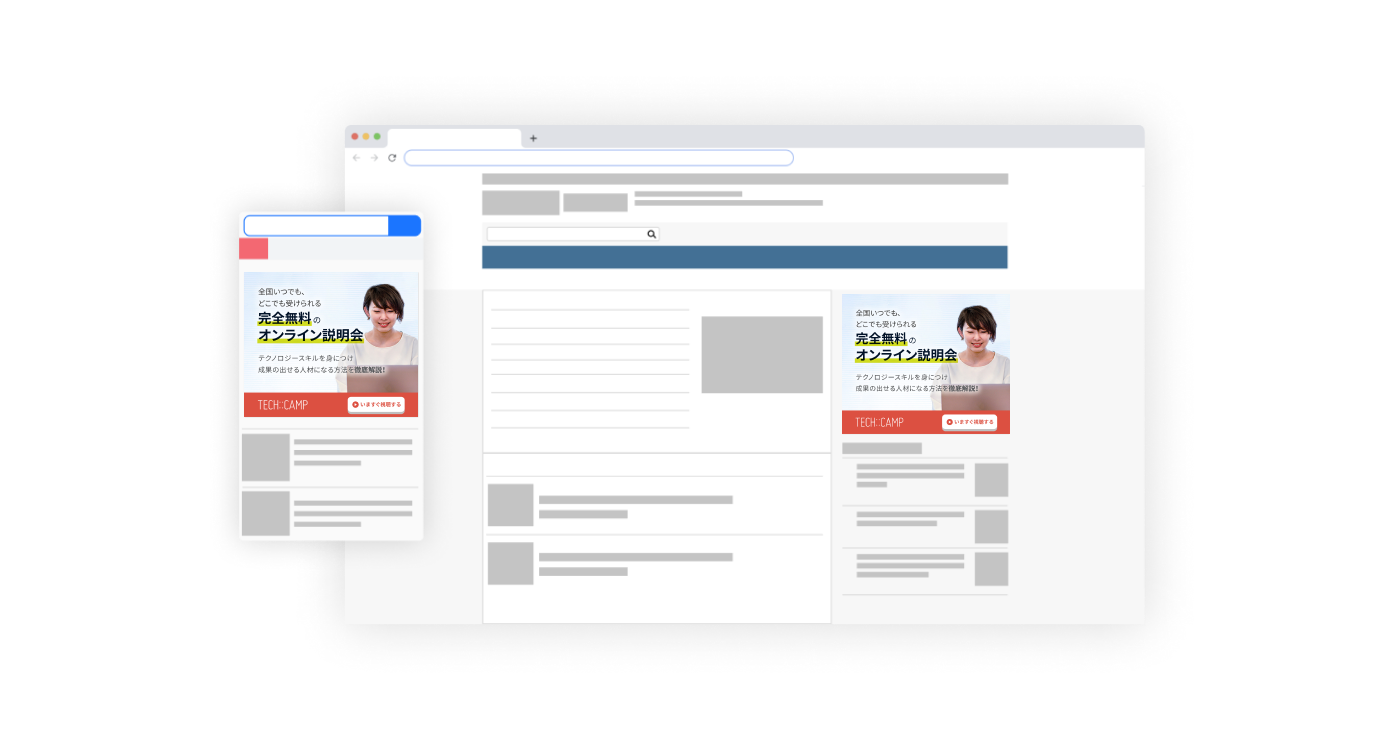 全国いつでも、
どこでも受けられる
完全無料の
オンライン説明会
テクノロジースキルを身につけ
成果の出せる人材になる方法を徹底解説!
TECH::CAMP
いますぐ視聴する
全国いつでも、
どこでも受けられる
完全無料の
オンライン説明会
テクノロジースキルを身につけ
成果の出せる人材になる方法を徹底解説!
TECH::CAMP
いますぐ視聴する